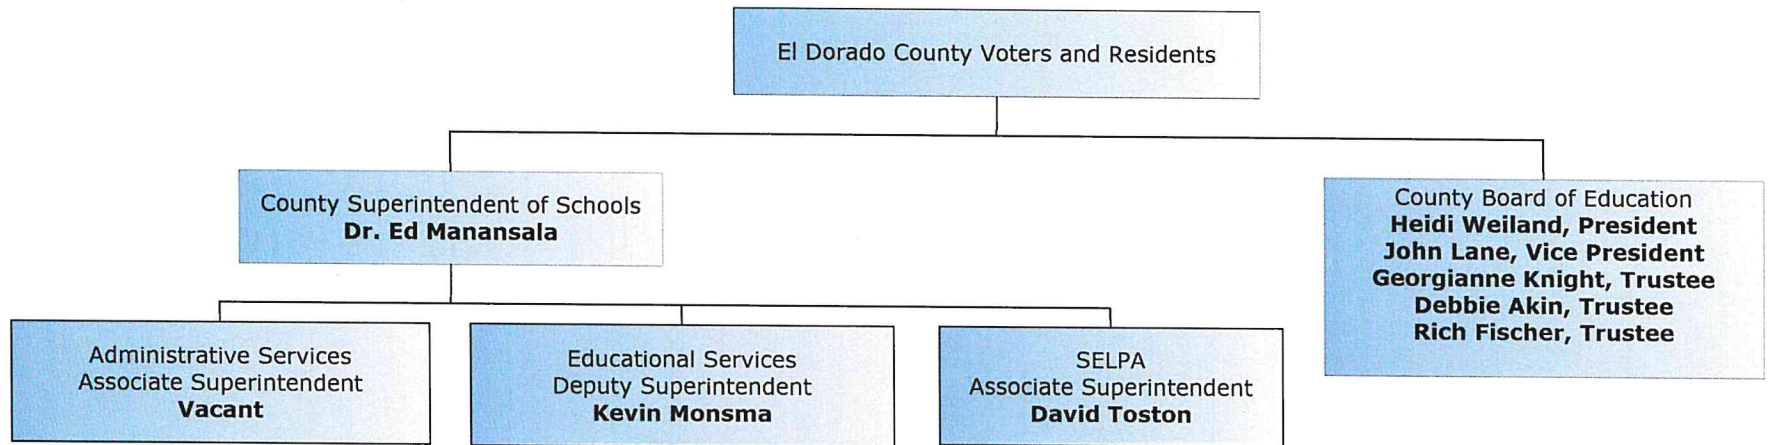 El Dorado County Voters and Residents
County Superintendent of Schools
Dr. Ed Manansala
County Board of Education
Heidi Weiland, President
John Lane, Vice President
Georgianne Knight, Trustee
Debbie Akin, Trustee
Rich Fischer, Trustee
Administrative Services
Associate Superintendent
Vacant
Educational Services
Deputy Superintendent
Kevin Monsma
SELPA
Associate Superintendent
David Toston